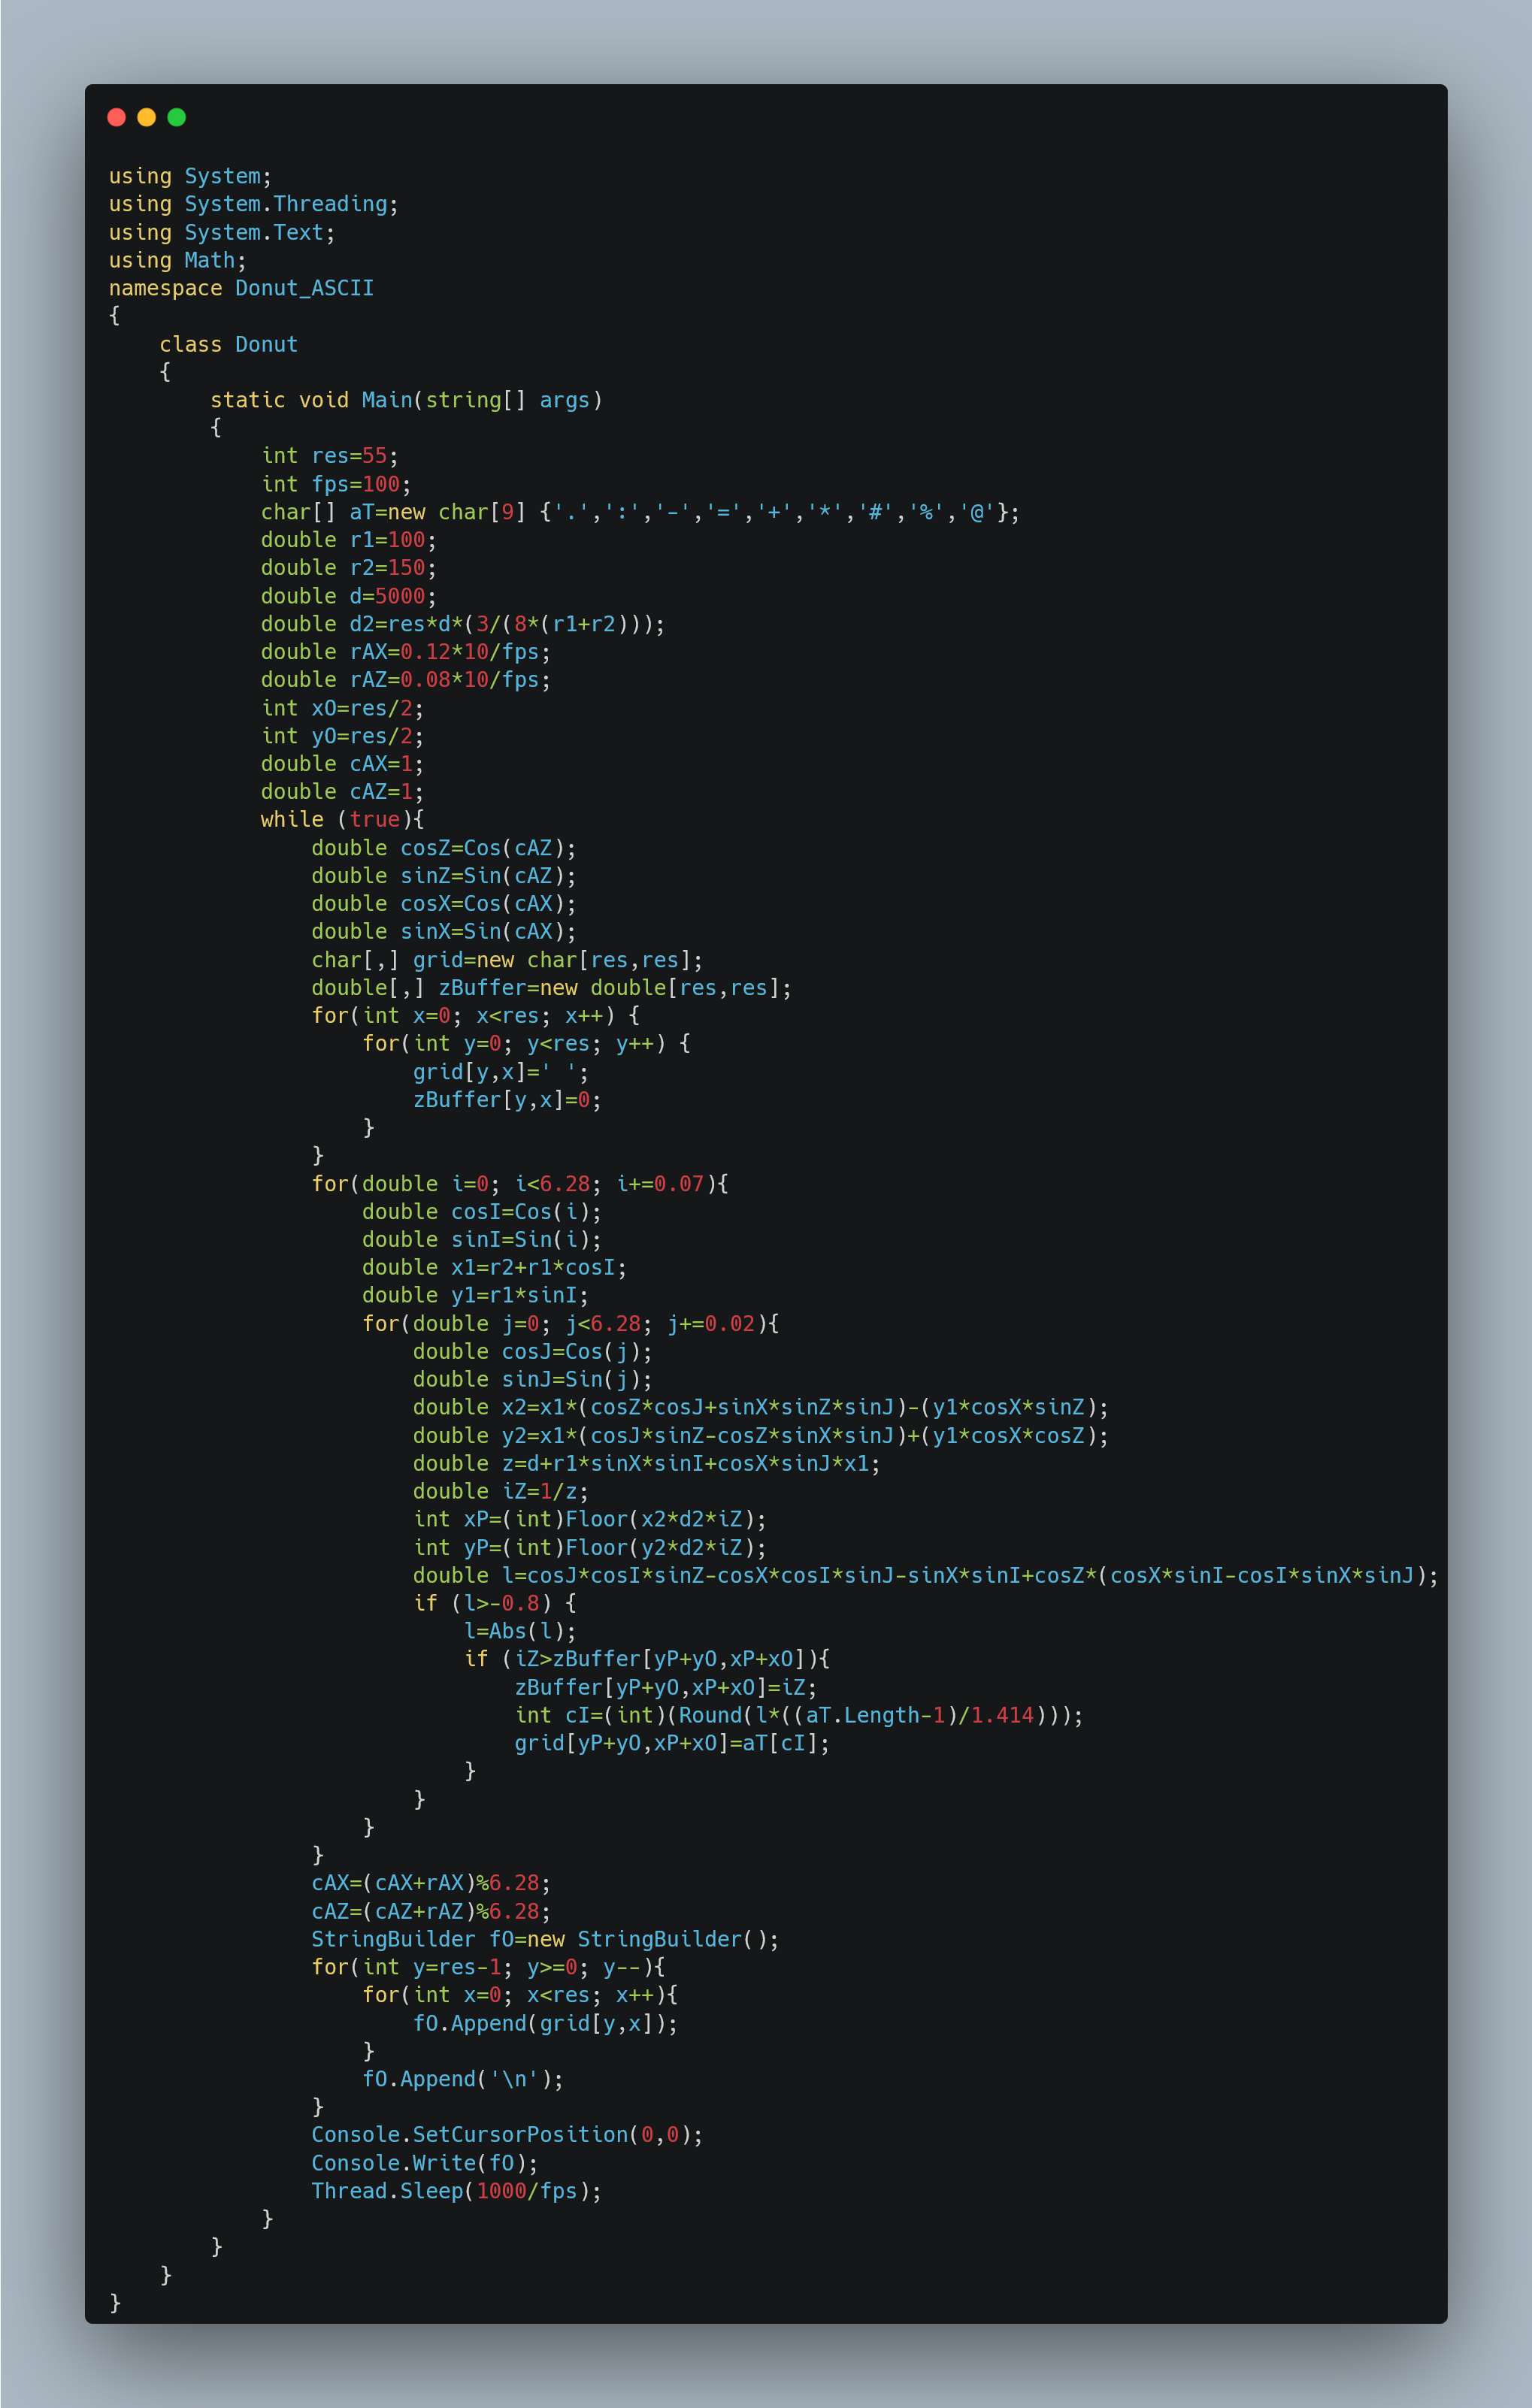 using System;
using System.Threading;
using System.Text;
using Math;
namespace Donut_ASCII
{
    class Donut
    {
        static void Main(string[] args)
        {
            int res=55;
            int fps=100;
            char[] aT=new char[9] {'.',':','-','=','+','*','#','%','@'};
            double r1=100;
            double r2=150;
            double d=5000;
            double d2=res*d*(3/(8*(r1+r2)));
            double rAX=0.12*10/fps;
            double rAZ=0.08*10/fps;
            int xO=res/2;
            int yO=res/2;
            double cAX=1;
            double cAZ=1;
            while (true){
                double cosZ=Cos(cAZ);
                double sinZ=Sin(cAZ);
                double cosX=Cos(cAX);
                double sinX=Sin(cAX);
                char[,] grid=new char[res,res];
                double[,] zBuffer=new double[res,res];
                for(int x=0; x<res; x++) {
                    for(int y=0; y<res; y++) {
                        grid[y,x]=' ';
                        zBuffer[y,x]=0;
                    }
                }
                for(double i=0; i<6.28; i+=0.07){
                    double cosI=Cos(i);
                    double sinI=Sin(i);
                    double x1=r2+r1*cosI;
                    double y1=r1*sinI;
                    for(double j=0; j<6.28; j+=0.02){
                        double cosJ=Cos(j);
                        double sinJ=Sin(j);
                        double x2=x1*(cosZ*cosJ+sinX*sinZ*sinJ)-(y1*cosX*sinZ);
                        double y2=x1*(cosJ*sinZ-cosZ*sinX*sinJ)+(y1*cosX*cosZ);
                        double z=d+r1*sinX*sinI+cosX*sinJ*x1;
                        double iZ=1/z;
                        int xP=(int)Floor(x2*d2*iZ);
                        int yP=(int)Floor(y2*d2*iZ);
                        double l=cosJ*cosI*sinZ-cosX*cosI*sinJ-sinX*sinI+cosZ*(cosX*sinI-cosI*sinX*sinJ);
                        if (l>-0.8) {
                            l=Abs(l);
                            if (iZ>zBuffer[yP+yO,xP+xO]){
                                zBuffer[yP+yO,xP+xO]=iZ;
                                int cI=(int)(Round(l*((aT.Length-1)/1.414)));
                                grid[yP+yO,xP+xO]=aT[cI];
                            }
                        }
                    }
                }
                cAX=(cAX+rAX)%6.28;
                cAZ=(cAZ+rAZ)%6.28;
                StringBuilder fO=new StringBuilder();
                for(int y=res-1; y>=0; y--){
                    for(int x=0; x<res; x++){
                        fO.Append(grid[y,x]);
                    }
                    fO.Append('\n');
                }
                Console.SetCursorPosition(0,0);
                Console.Write(fO);
                Thread.Sleep(1000/fps);
            }
        }
    }
}